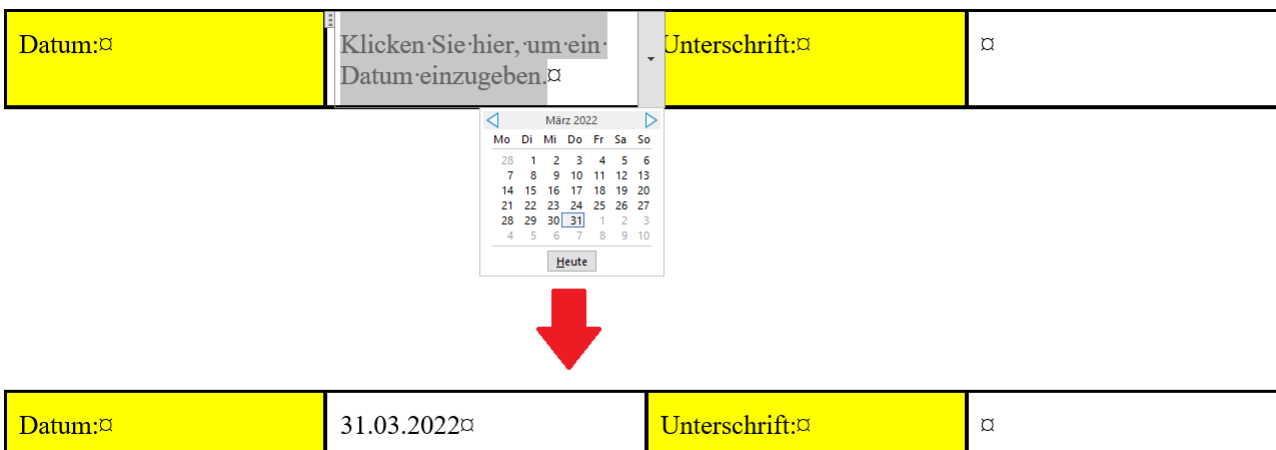 Datum:¤ Klicken·Sie·hier,·um·ein· Unterschrift:¤ ¤
Datum·einzugeben.¤
März 2022
Mo Di Mi Do Fr Sa So
28 1 2 3 4 5 6
7 8 9 10 11 12 13
14 15 16 17 18 19 20
21 22 23 24 25 26 27
28 29 30 31 1 2 3
4 5 6 7 8 9 10
Heute
Datum:¤ 31.03.2022¤ Unterschrift:¤ ¤